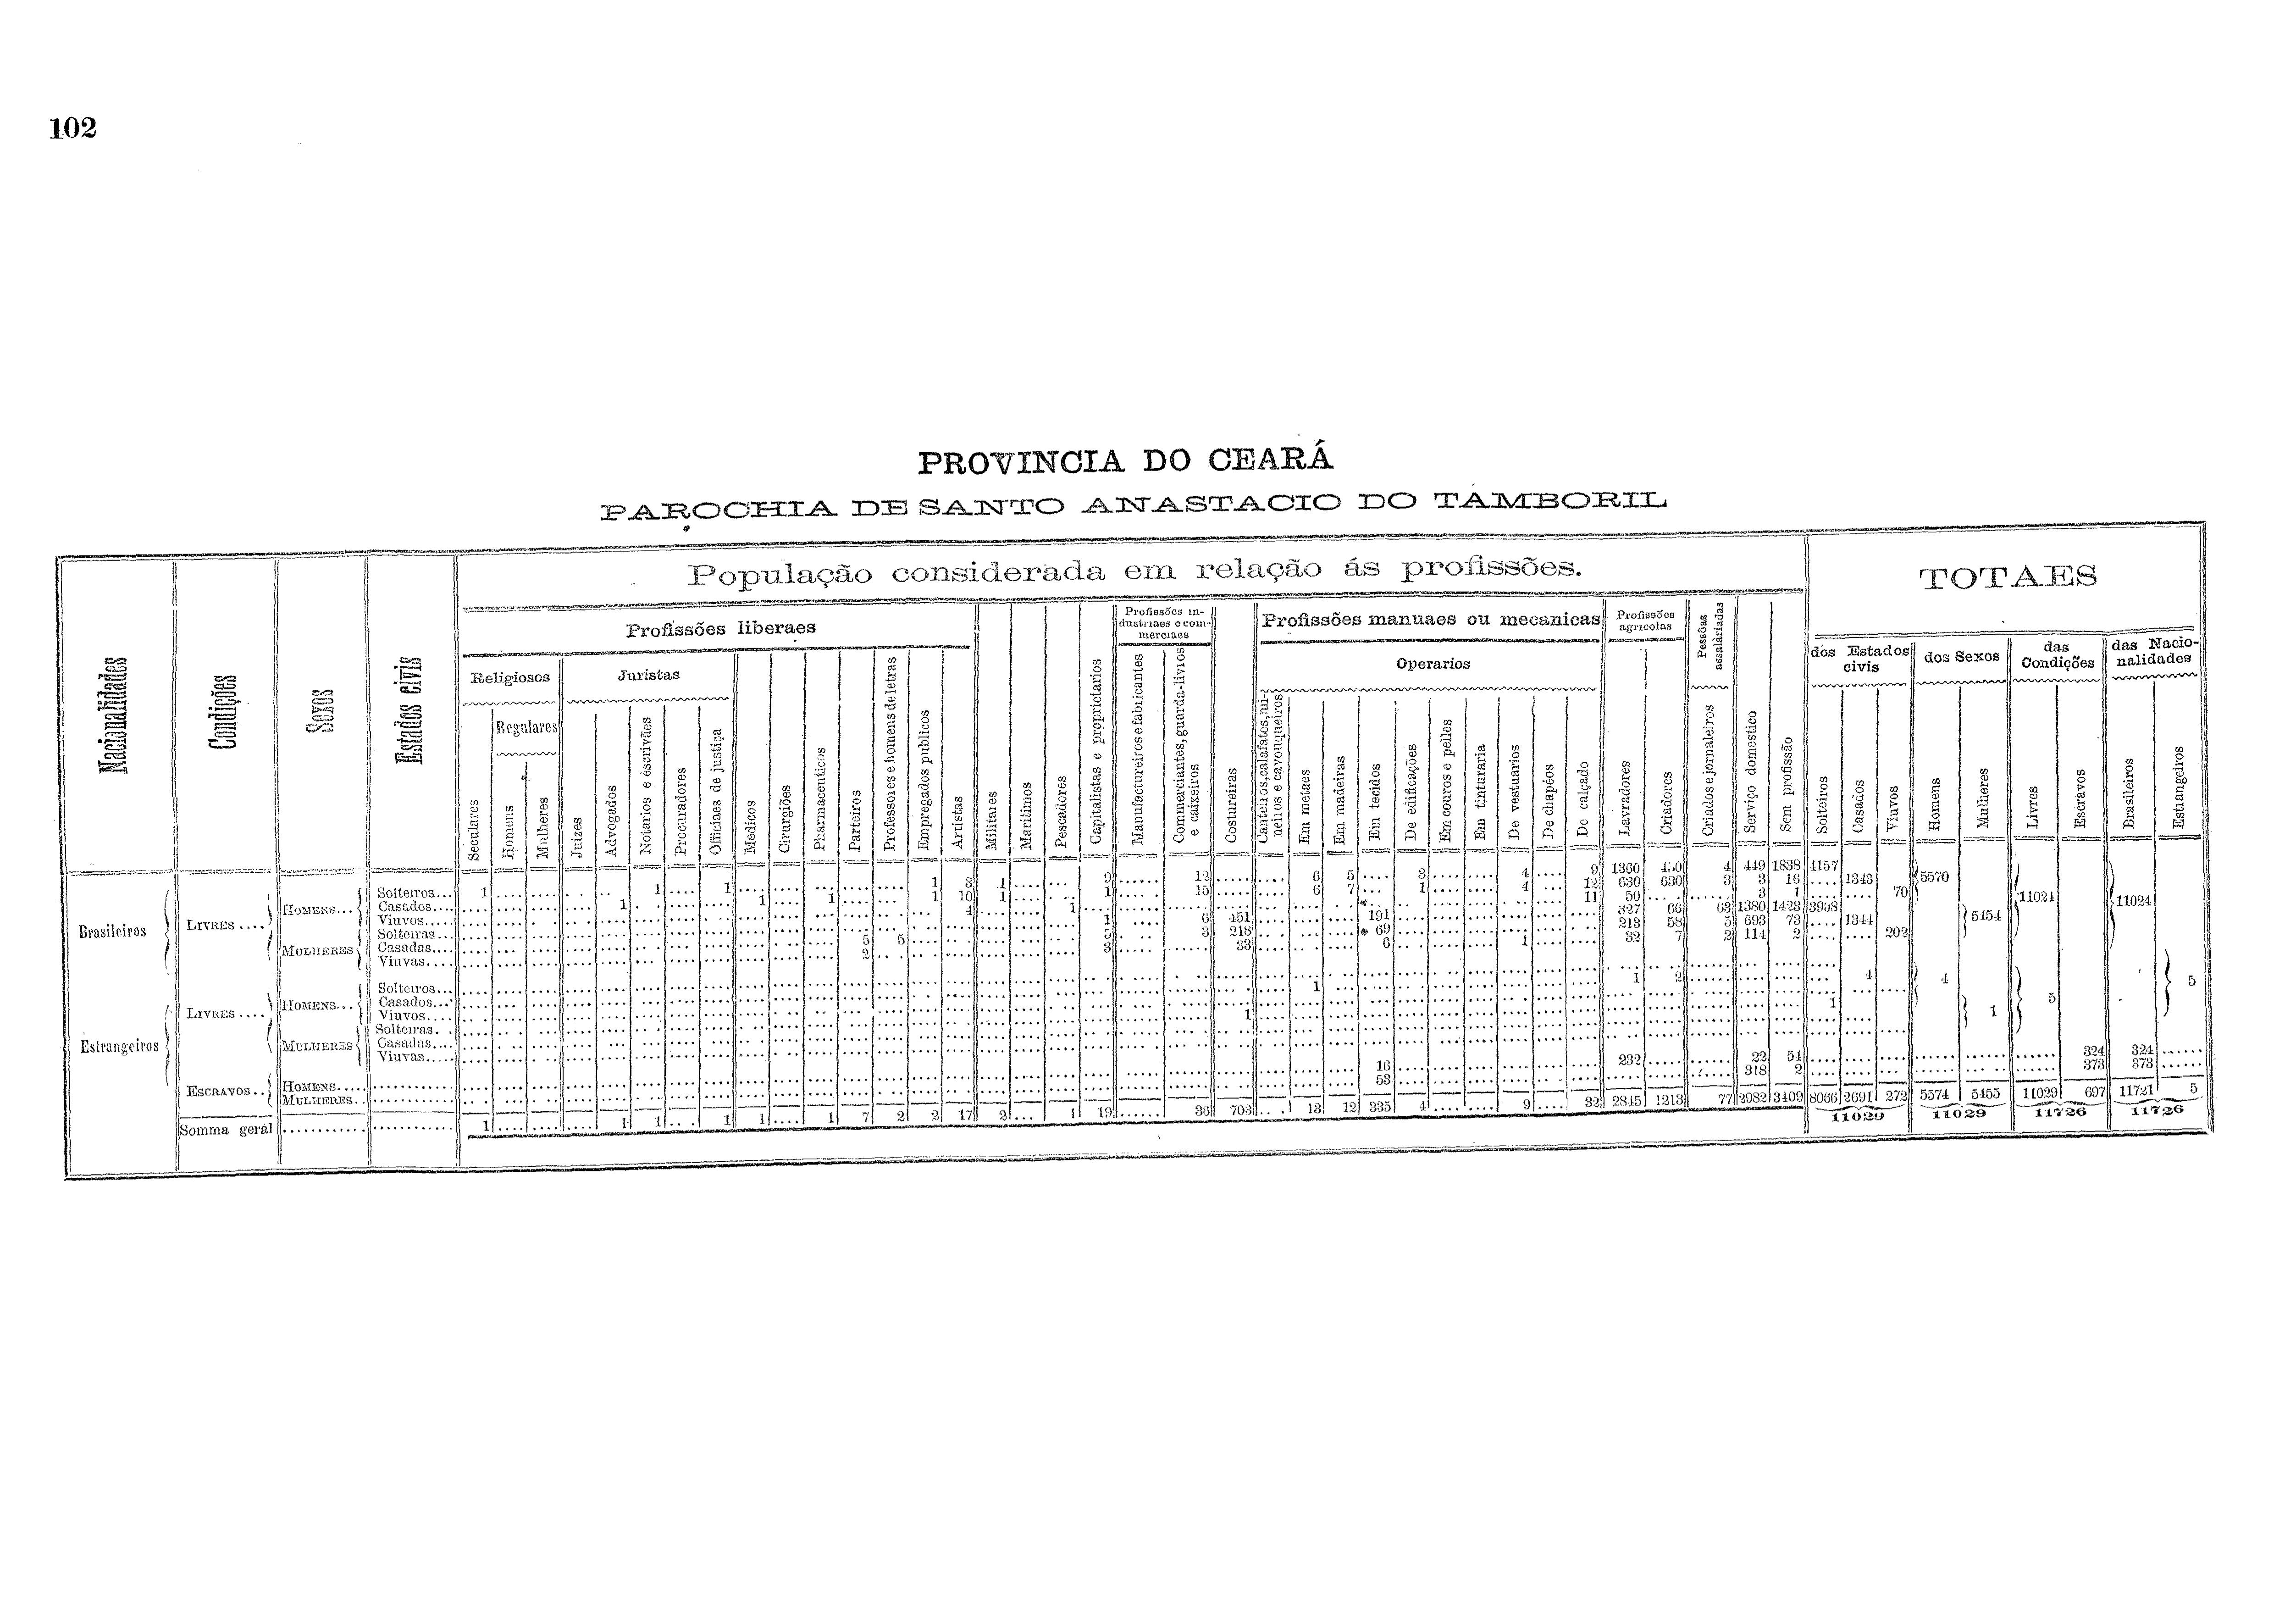 102
PROVINCIA DO CEARÁ
PAROCHIA DE SANTO ANASTACIO DO TAMBORIL
População considerada em relação ás profissões.
TOTAES
Nacionalidades
Condições
Sexos
Estados civis
Profissões liberaes
Religiosos
Regulares
Juristas
Profissões industriaes e commerciaes
Profissões manuaes ou mecanicas
Operarios
Profissões agricolas
Pessôas assalariadas
dos Estados civis
dos Sexos
das Condições
das Nacionalidades
Seculares
Homens
Mulheres
Juizes
Advogados
Notarios e escrivães
Procuradores
Officiaes de justiça
Medicos
Cirurgiões
Pharmaceuticos
Parteiros
Professores e homens de letras
Empregados publicos
Artistas
Militares
Maritimos
Pescadores
Capitalistas e proprietarios
Manufactureiros e fabricantes
Commerciantes, guarda-livros e caixeiros
Costureiras
Canteiros, calafates, mineiros e cavouqueiros
Em metaes
Em madeiras
Em tecidos
De edificações
Em couros e pelles
Em tinturaria
De vestuarios
De chapéos
De calçado
Lavradores
Criadores
Criados e jornaleiros
Serviço domestico
Sem profissão
Solteiros
Casados
Viuvos
Homens
Mulheres
Livres
Escravos
Brasileiros
Estrangeiros
Brasileiros
LIVRES....
HOMENS...
Solteiros... 1 1 1 1 3 1 9 12 6 5 3 4 9 1360 4 449 1838 4157
Casados.... 1 1 1 1 10 1 1 15 6 7 1 4 12 630 630 3 3 16 1343
Viuvos.... 4 1 11 50 3 1 70
5570
MULHERES
Solteiras... 1 6 451 191 327 66 63 1380 1423 3908
Casadas.... 5 5 3 218 69 213 58 5 693 73 1344
Viuvas.... 2 3 33 6 1 32 7 2 114 2 202
5454
11024
11024
Estrangeiros
LIVRES....
HOMENS...
Solteiros...
Casados... 1 1 2 4
Viuvos....
4
MULHERES
Solteiras.. 1 1
Casadas....
Viuvas.....
1
5
5
ESCRAVOS..
HOMENS..... 16 232 22 54 324 324
MULHERES.. 53 318 2 373 373
Somma geral 1 1 1 1 1 1 7 2 2 17 2 1 19 36 703 13 12 335 4 9 32 2845 1213 77 2982 3409 8066 2691 272 5574 5455 11029 697 11721 5
11029 11029 11726 11726